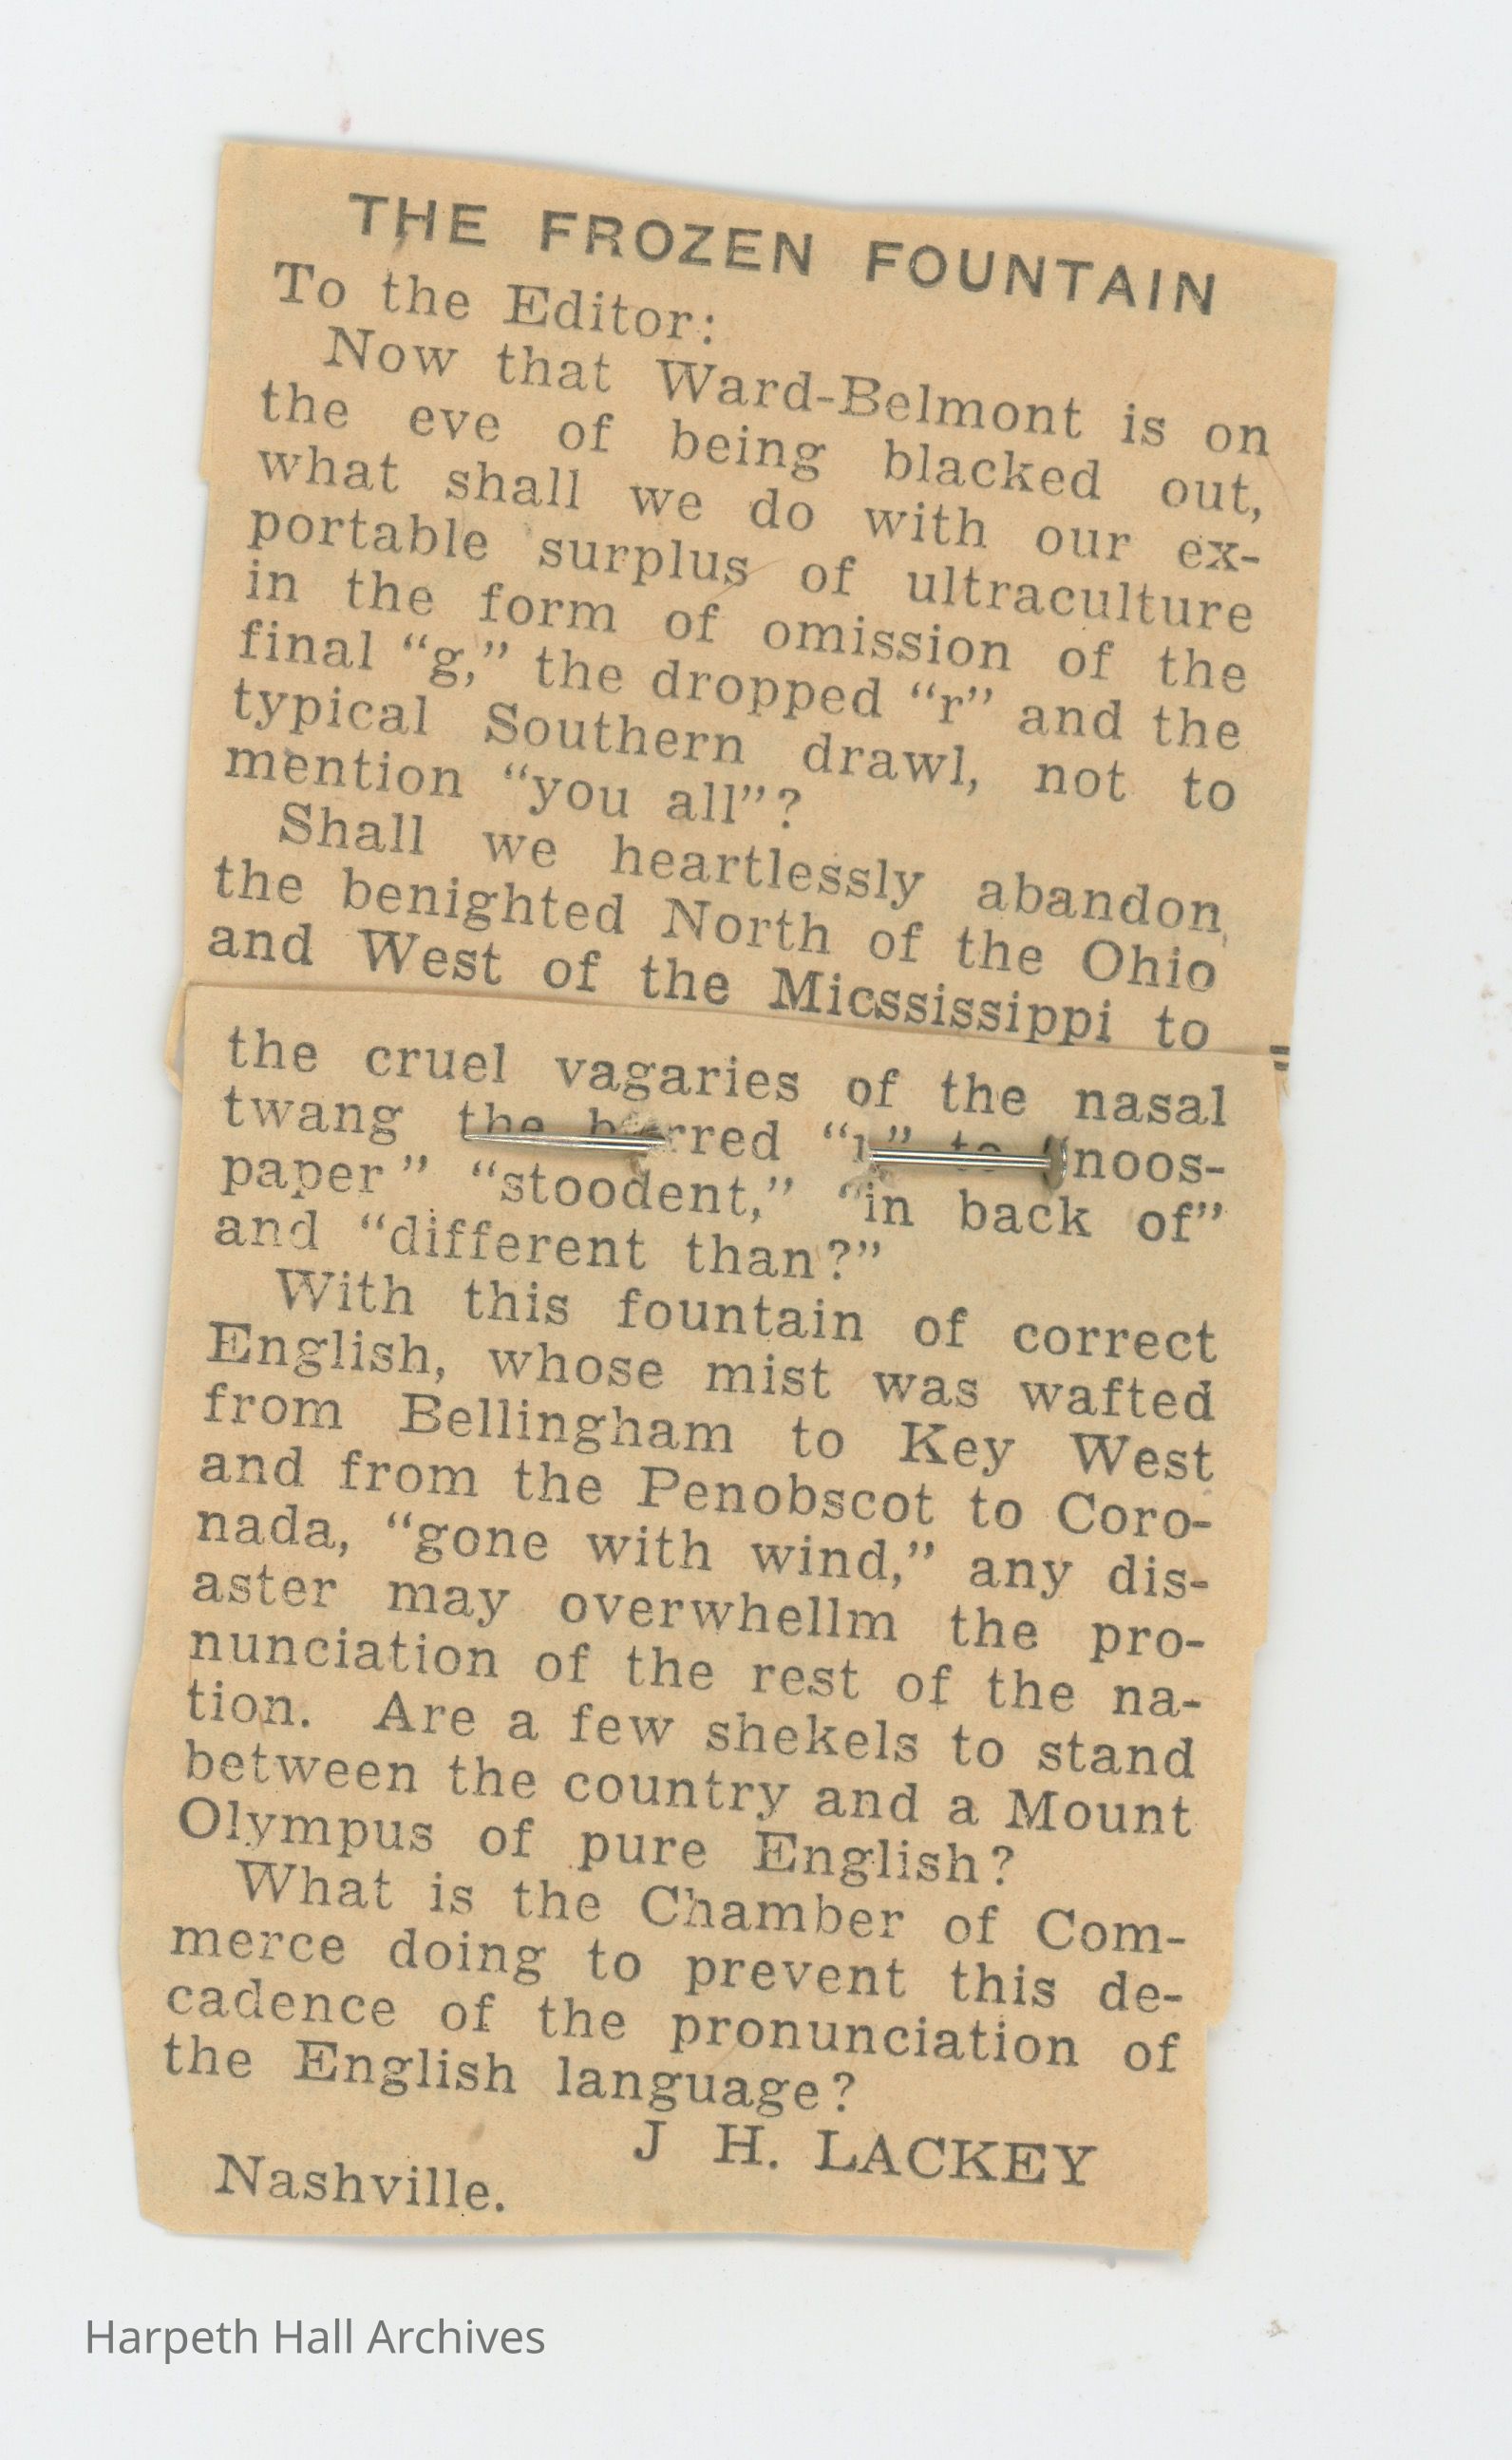 THE FROZEN FOUNTAIN
To the Editor:
Now that Ward-Belmont is on
the eve of being blacked out,
what shall we do with our ex-
portable surplus of ultraculture
in the form of omission of the
final “g,” the dropped “r” and the
typical Southern drawl, not to
mention “you all”?
Shall we heartlessly abandon
the benighted North of the Ohio
and West of the Micssissippi to
the cruel vagaries of the nasal
twang the “r” to “noos-
paper” “stoodent,” “in back of”
and “different than?”
With this fountain of correct
English, whose mist was wafted
from Bellingham to Key West
and from the Penobscot to Coro-
nada, “gone with wind,” any dis-
aster may overwhellm the pro-
nunciation of the rest of the na-
tion. Are a few shekels to stand
between the country and a Mount
Olympus of pure English?
What is the Chamber of Com-
merce doing to prevent this de-
cadence of the pronunciation of
the English language?
J H. LACKEY
Nashville.
Harpeth Hall Archives